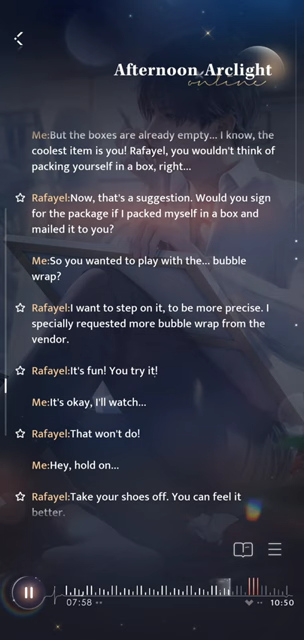 Afternoon Arclight
online
Me:But the boxes are already empty... I know, the
coolest item is you! Rafayel, you wouldn't think of
packing yourself in a box, right...
Rafayel:Now, that's a suggestion. Would you sign
for the package if I packed myself in a box and
mailed it to you?
Me:So you wanted to play with the... bubble
wrap?
Rafayel:I want to step on it, to be more precise. I
specially requested more bubble wrap from the
vendor.
Rafayel:It's fun! You try it!
Me:It's okay, I'll watch...
Rafayel:That won't do!
Me:Hey, hold on...
Rafayel:Take your shoes off. You can feel it
better.
07:58
10:50